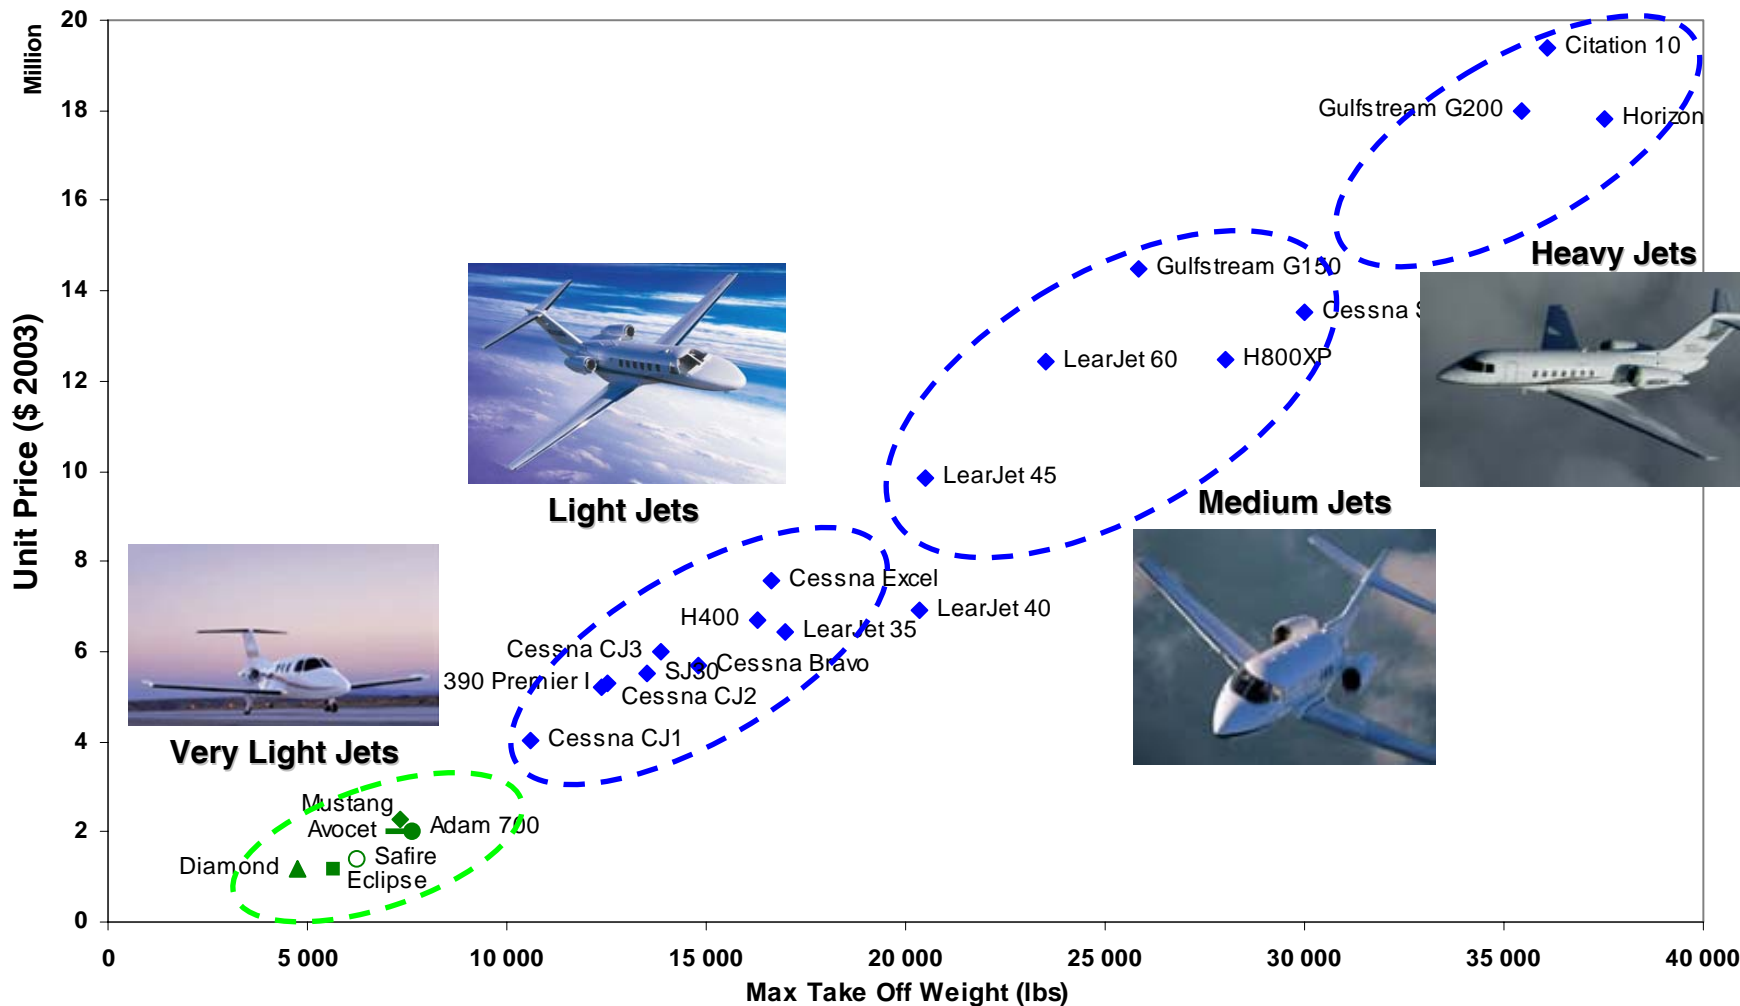 20
Million
Citation 10
18
Gulfstream G200
Horizon
16
Heavy Jets
Gulfstream G150
14
Cessna S
LearJet 60
H800XP
12
Unit Price ($ 2003)
10
LearJet 45
Medium Jets
Light Jets
8
Cessna Excel
LearJet 40
H400
LearJet 35
6
Cessna CJ3
Cessna Bravo
SJ30
390 Premier I
Cessna CJ2
4
Cessna CJ1
Very Light Jets
Mustang
2
Avocet
Adam 700
Safire
Diamond
Eclipse
0
0 5 000 10 000 15 000 20 000 25 000 30 000 35 000 40 000
Max Take Off Weight (lbs)